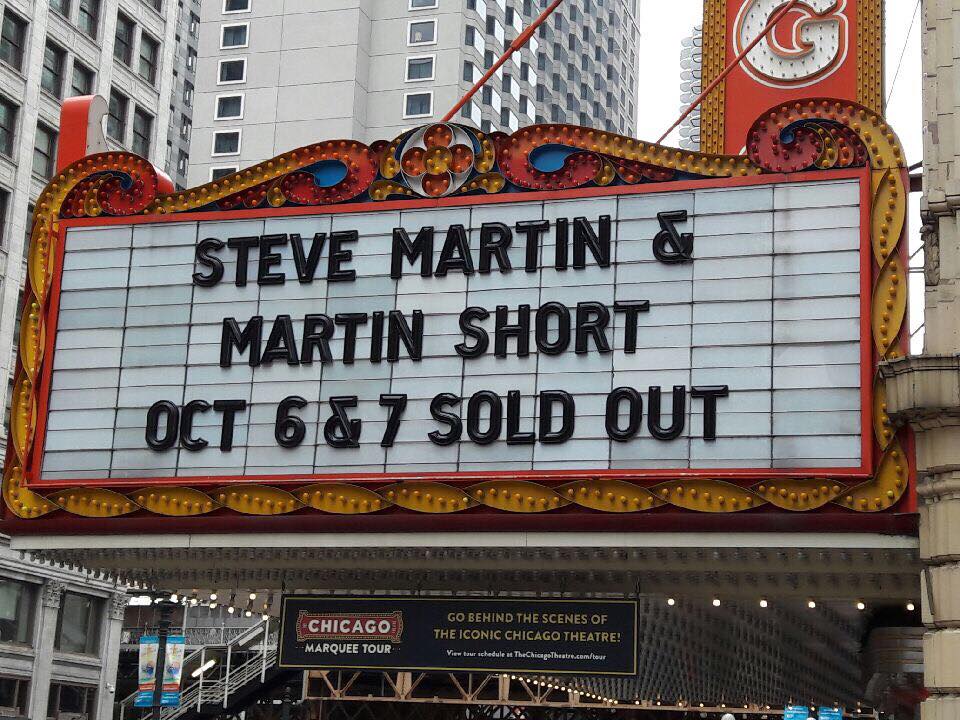 G
STEVE MARTIN &
MARTIN SHORT
OCT 6 & 7 SOLD OUT
CHICAGO
MARQUEE TOUR
GO BEHIND THE SCENES OF
THE ICONIC CHICAGO THEATRE!
View tour schedule at TheChicagoTheatre.com/tour